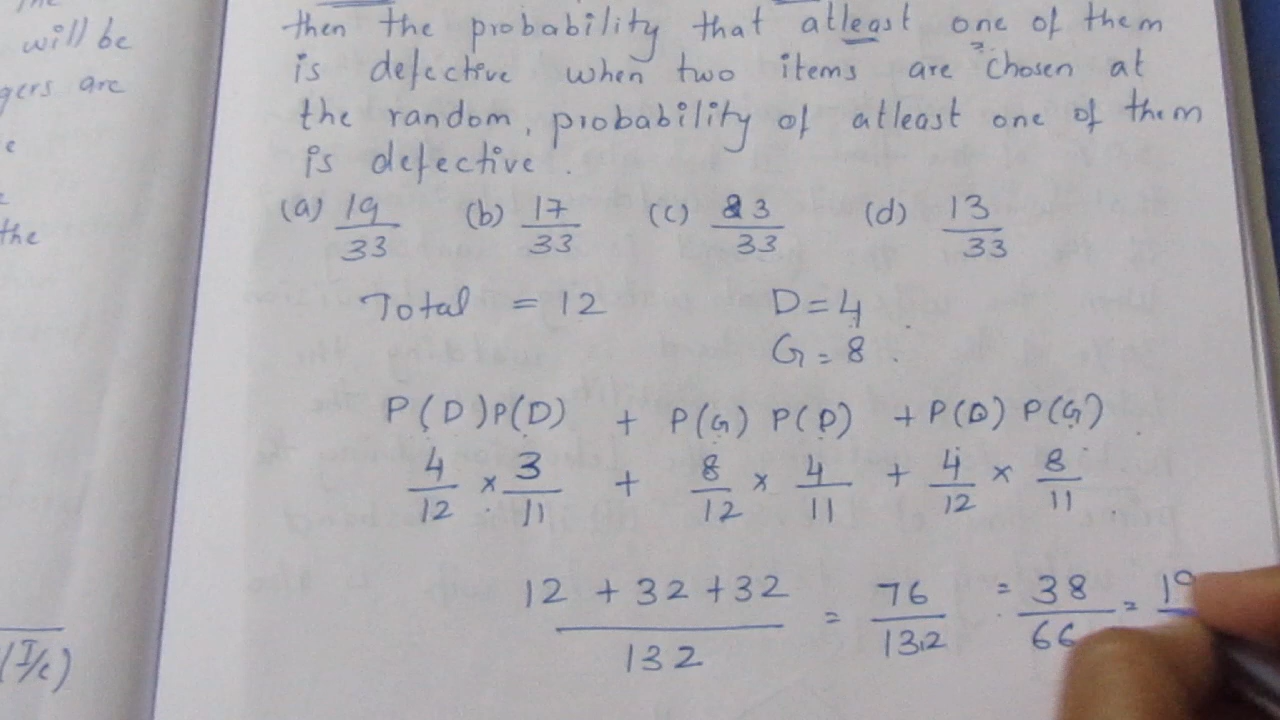 will be
gers are
the
(I/c)
then the probability that atleast one of them
is defective when two items are chosen at
the random, probability of atleast one of them
is defective.
(a) 19/33 (b) 17/33 (c) 23/33 (d) 13/33
Total = 12 D = 4
G = 8
P(D)P(D) + P(G) P(D) + P(D) P(G)
4/12 × 3/11 + 8/12 × 4/11 + 4/12 × 8/11
12 + 32 + 32 / 132 = 76/132 = 38/66 = 19